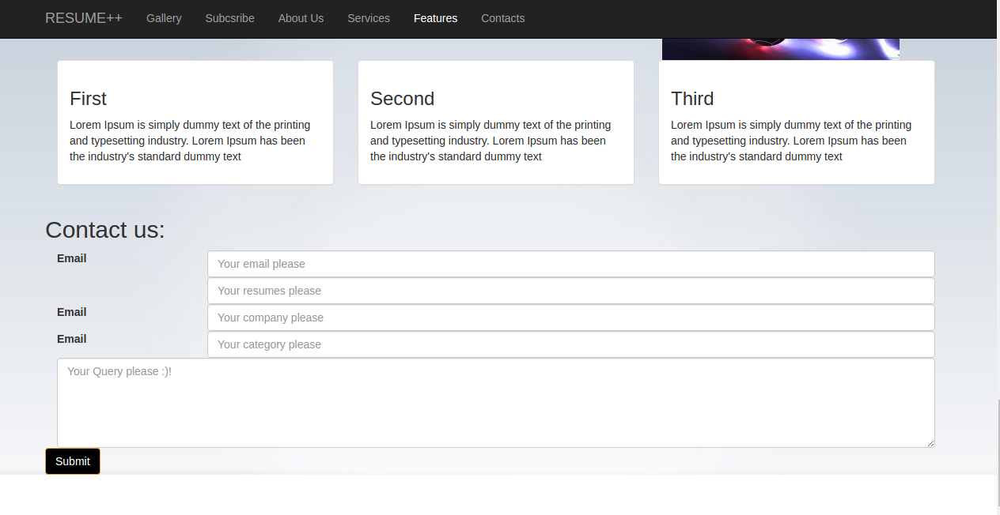 RESUME++ Gallery Subcsribe About Us Services Features Contacts
First
Lorem Ipsum is simply dummy text of the printing
and typesetting industry. Lorem Ipsum has been
the industry's standard dummy text
Second
Lorem Ipsum is simply dummy text of the printing
and typesetting industry. Lorem Ipsum has been
the industry's standard dummy text
Third
Lorem Ipsum is simply dummy text of the printing
and typesetting industry. Lorem Ipsum has been
the industry's standard dummy text
Contact us:
Email Your email please
Your resumes please
Email Your company please
Email Your category please
Your Query please :)!
Submit